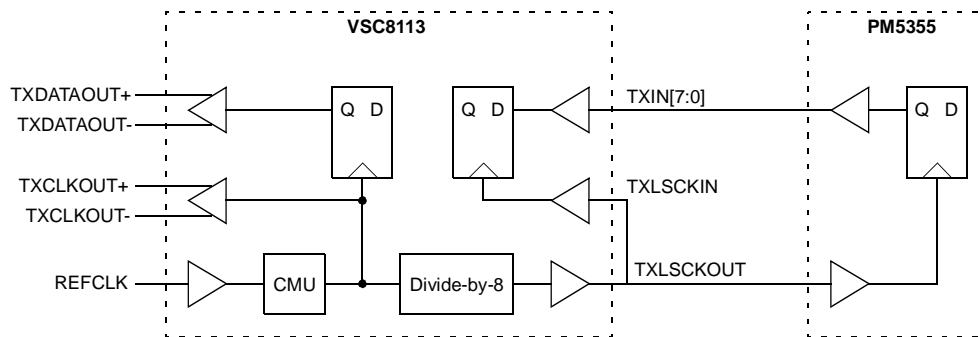 VSC8113
PM5355
TXDATAOUT+
TXDATAOUT-
Q D
Q D
TXIN[7:0]
Q D
TXCLKOUT+
TXCLKOUT-
TXLSCKIN
REFCLK
CMU
Divide-by-8
TXLSCKOUT